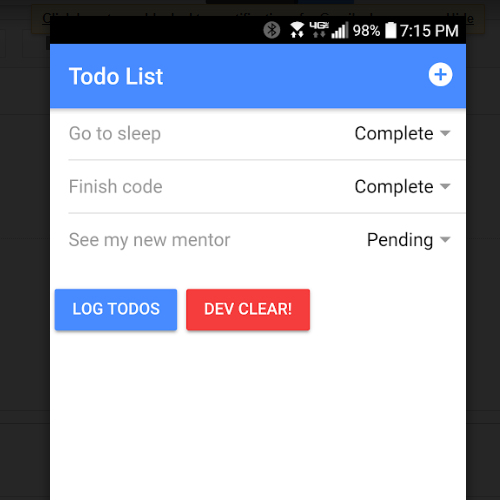 4G 98% 7:15 PM
Todo List
Go to sleep Complete
Finish code Complete
See my new mentor Pending
LOG TODOS DEV CLEAR!